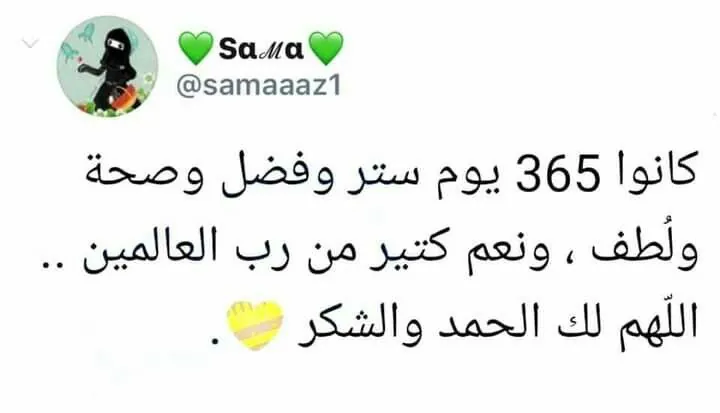 💚Saℳa💚
@samaaaz1
كانوا 365 يوم ستر وفضل وصحة
ولُطف ، ونعم كتير من رب العالمين ..
اللّهم لك الحمد والشكر 💛 .